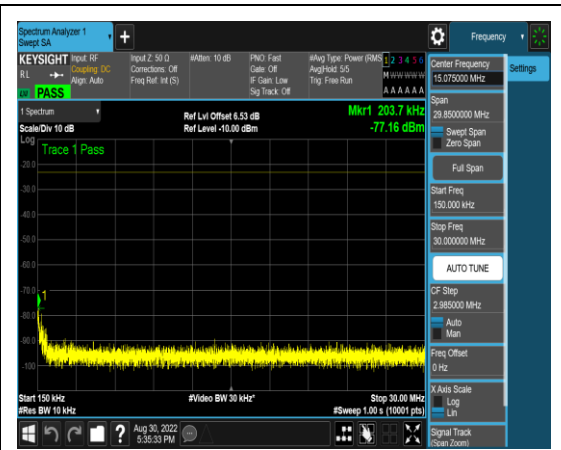 Spectrum Analyzer 1
Swept SA
+
Frequency
KEYSIGHT
Input: RF
Input Z: 50 Ω
#Atten: 10 dB
PNO: Fast
#Avg Type: Power (RMS
1 2 3 4 5 6
RL
Coupling: DC
Corrections: Off
Gate: Off
Avg|Hold: 5/5
M W W W W W
Align: Auto
Freq Ref: Int (S)
IF Gain: Low
Trig: Free Run
Sig Track: Off
A A A A A A
PASS
1 Spectrum
Ref Lvl Offset 6.53 dB
Mkr1 203.7 kHz
Scale/Div 10 dB
Ref Level -10.00 dBm
-77.16 dBm
Log
Trace 1 Pass
-20.0
-30.0
-40.0
-50.0
-60.0
-70.0
1
-80.0
-90.0
-100
Start 150 kHz
#Video BW 30 kHz*
Stop 30.00 MHz
#Res BW 10 kHz
#Sweep 1.00 s (10001 pts)
Center Frequency
15.075000 MHz
Settings
Span
29.8500000 MHz
Swept Span
Zero Span
Full Span
Start Freq
150.000 kHz
Stop Freq
30.000000 MHz
AUTO TUNE
CF Step
2.985000 MHz
Auto
Man
Freq Offset
0 Hz
X Axis Scale
Log
Lin
Signal Track
(Span Zoom)
?
Aug 30, 2022
5:35:33 PM